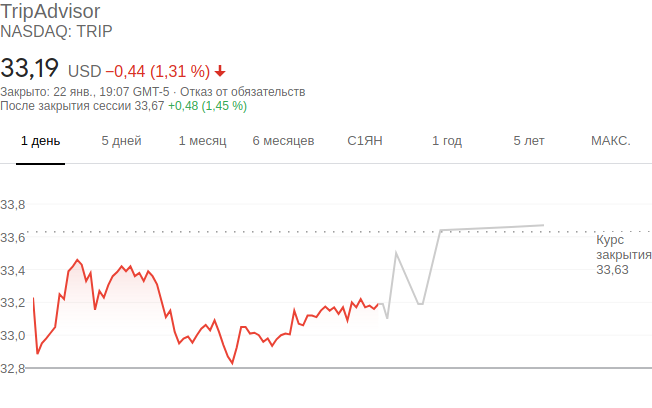 TripAdvisor
NASDAQ: TRIP
33,19 USD −0,44 (1,31 %)
Закрыто: 22 янв., 19:07 GMT-5 · Отказ от обязательств
После закрытия сессии 33,67 +0,48 (1,45 %)
1 день 5 дней 1 месяц 6 месяцев С1ЯН 1 год 5 лет МАКС.
33,8
33,6
Курс
закрытия
33,63
33,4
33,2
33,0
32,8